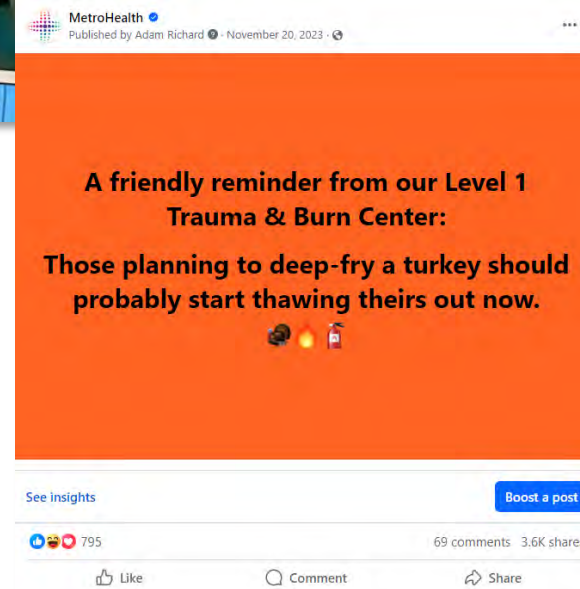 MetroHealth
Published by Adam Richard · November 20, 2023 ·
A friendly reminder from our Level 1
Trauma & Burn Center:
Those planning to deep-fry a turkey should
probably start thawing theirs out now.
See insights
Boost a post
795
69 comments 3.6K share
Like
Comment
Share